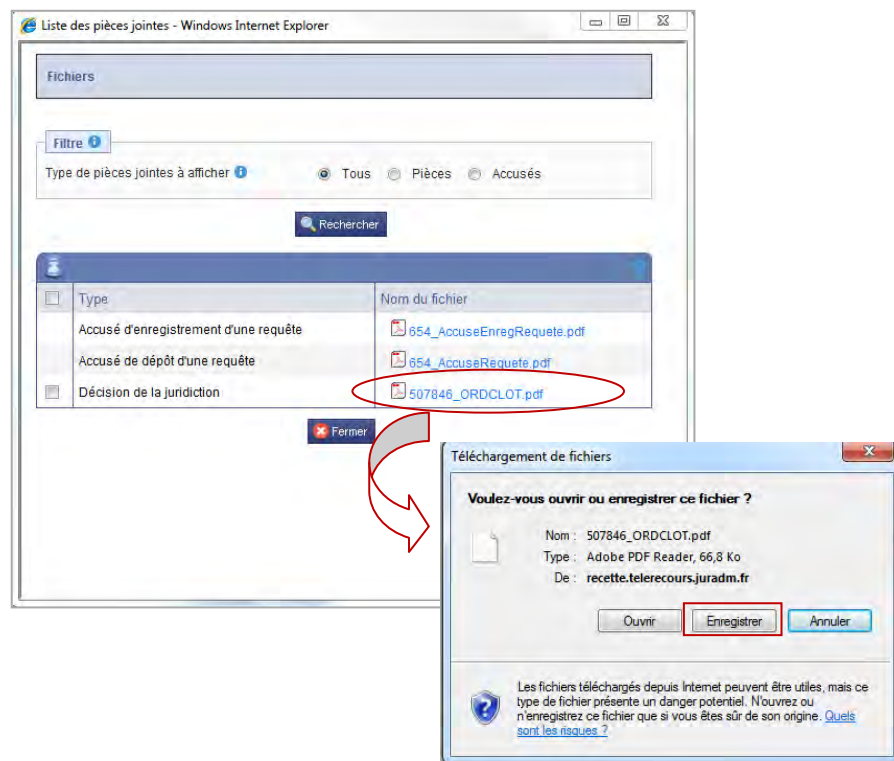 Liste des pièces jointes - Windows Internet Explorer
Fichiers
Filtre
Type de pièces jointes à afficher Tous Pièces Accusés
Rechercher
Type Nom du fichier
Accusé d'enregistrement d'une requête 654_AccuseEnregRequete.pdf
Accusé de dépôt d'une requête 654_AccuseRequete.pdf
Décision de la juridiction 507846_ORDCLOT.pdf
Fermer
Téléchargement de fichiers
Voulez-vous ouvrir ou enregistrer ce fichier ?
Nom : 507846_ORDCLOT.pdf
Type : Adobe PDF Reader, 66,8 Ko
De : recette.telerecours.juradm.fr
Ouvrir Enregistrer Annuler
Les fichiers téléchargés depuis Internet peuvent être utiles, mais ce
type de fichier présente un danger potentiel. N'ouvrez ou
n'enregistrez ce fichier que si vous êtes sûr de son origine. Quels
sont les risques ?